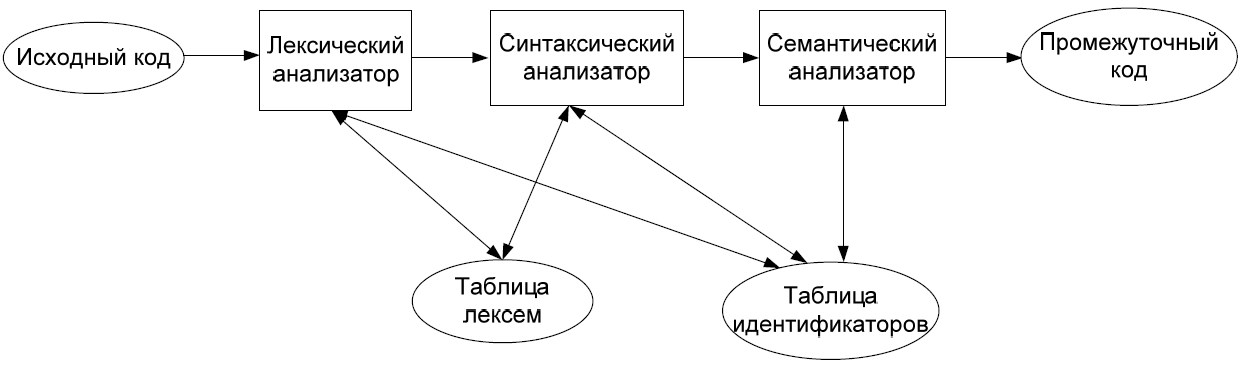 Исходный код
Лексический
анализатор
Синтаксический
анализатор
Семантический
анализатор
Промежуточный
код
Таблица
лексем
Таблица
идентификаторов